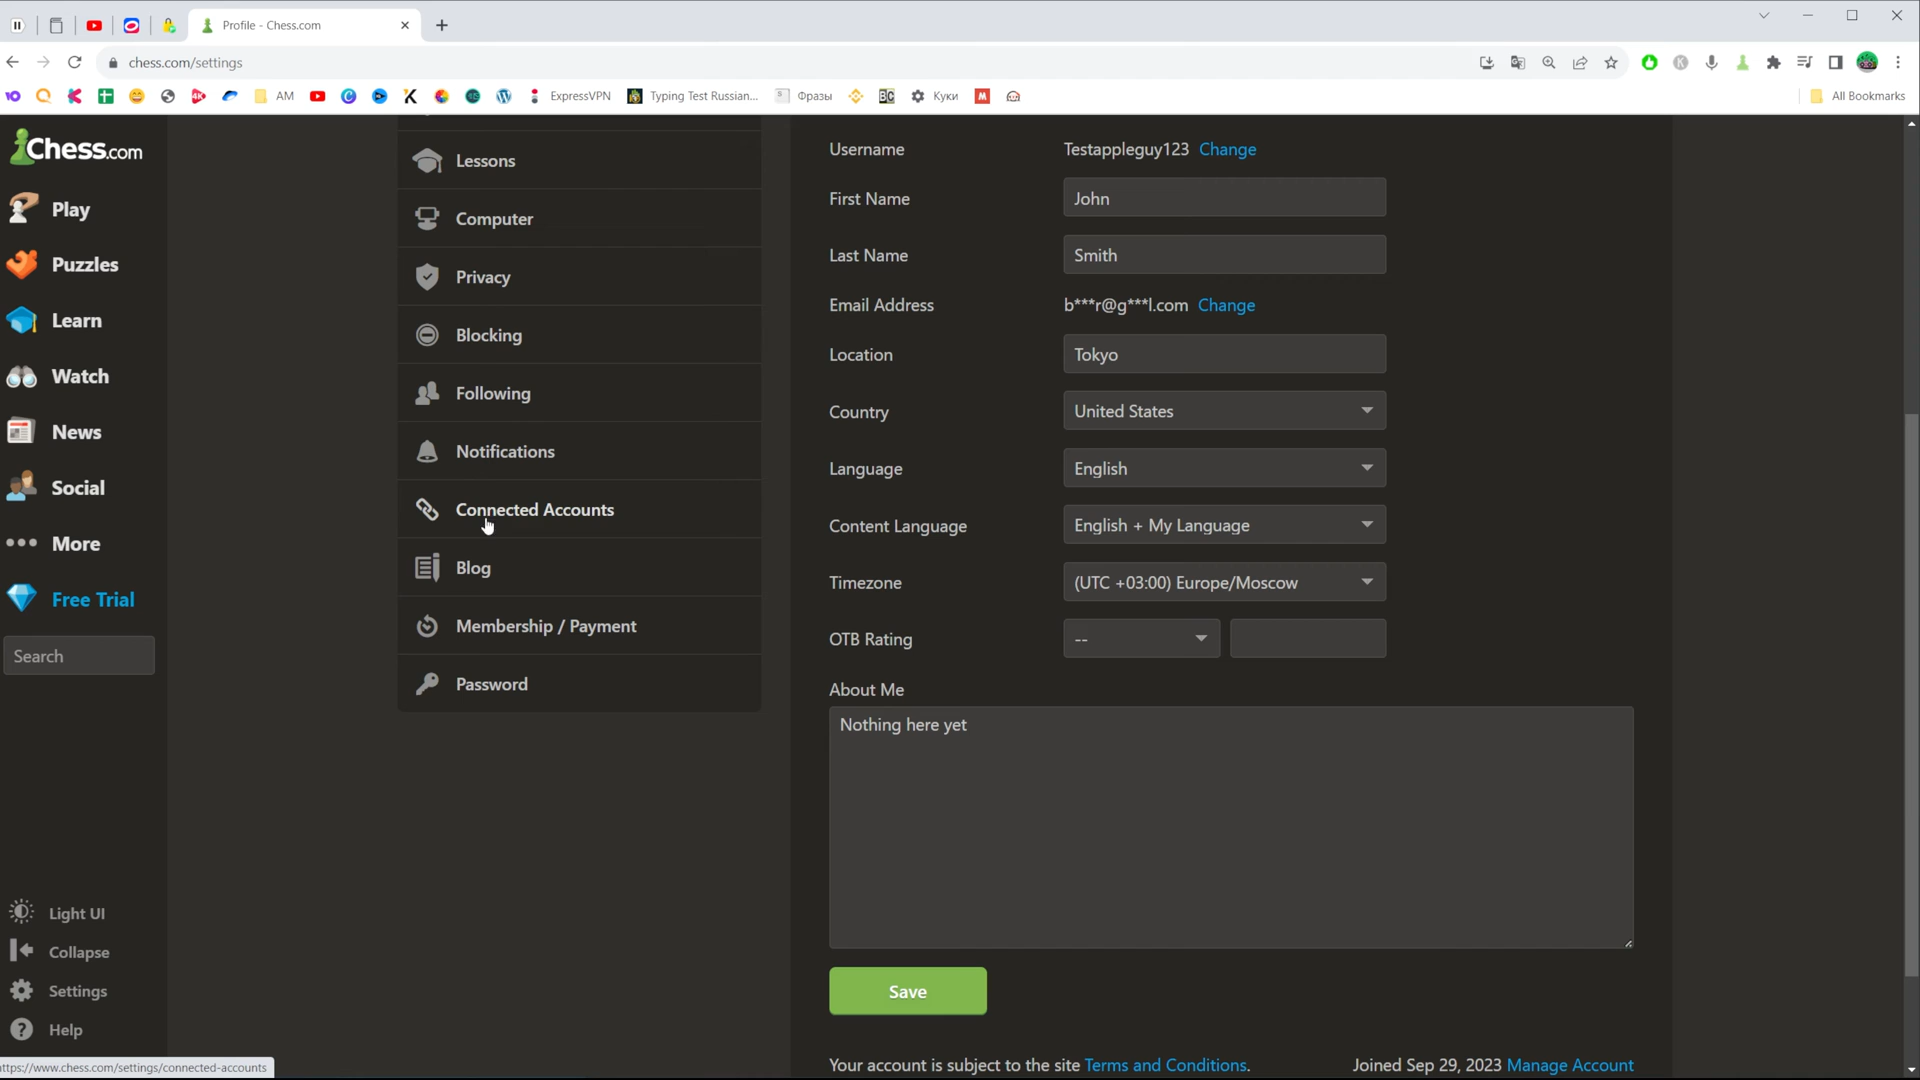 Profile - Chess.com
chess.com/settings
AM
ExpressVPN
Typing Test Russian...
Фразы
BC
Куки
All Bookmarks
Chess.com
Play
Puzzles
Learn
Watch
News
Social
More
Free Trial
Search
Light UI
Collapse
Settings
Help
Lessons
Computer
Privacy
Blocking
Following
Notifications
Connected Accounts
Blog
Membership / Payment
Password
Username Testappleguy123 Change
First Name John
Last Name Smith
Email Address b***r@g***l.com Change
Location Tokyo
Country United States
Language English
Content Language English + My Language
Timezone (UTC +03:00) Europe/Moscow
OTB Rating --
About Me
Nothing here yet
Save
Your account is subject to the site Terms and Conditions. Joined Sep 29, 2023 Manage Account
ttps://www.chess.com/settings/connected-accounts